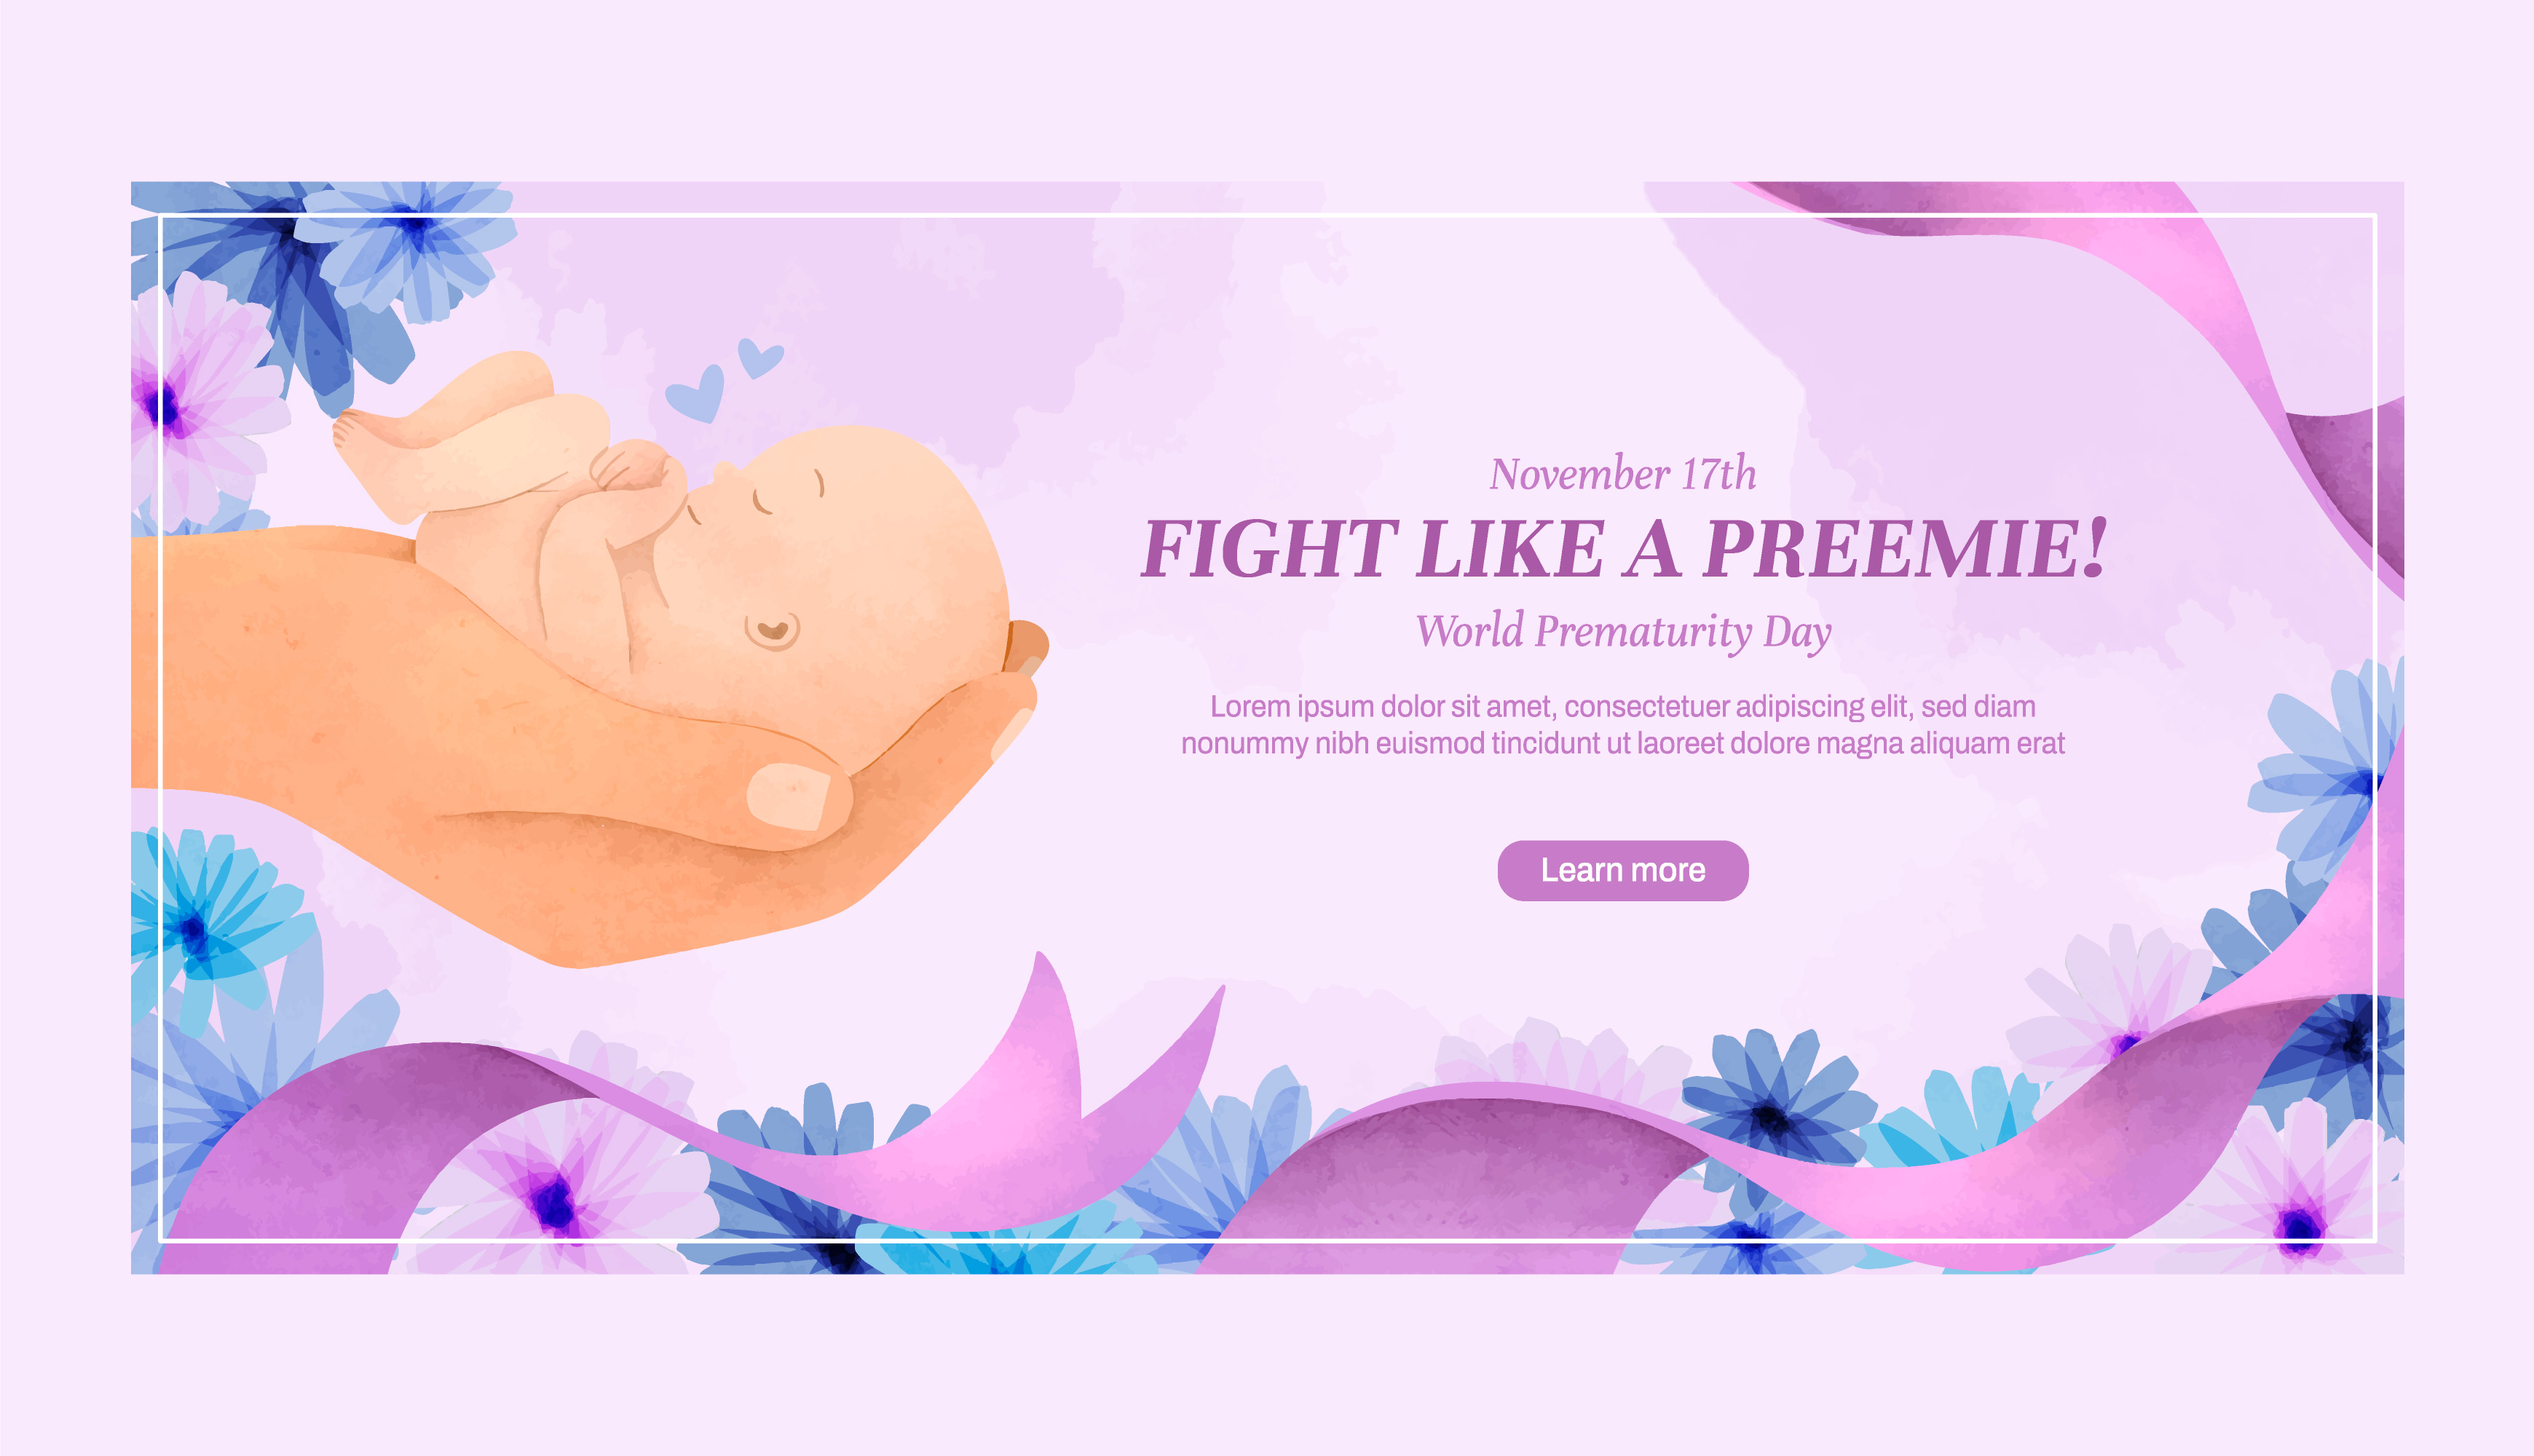 November 17th
FIGHT LIKE A PREEMIE!
World Prematurity Day
Lorem ipsum dolor sit amet, consectetuer adipiscing elit, sed diam
nonummy nibh euismod tincidunt ut laoreet dolore magna aliquam erat
Learn more